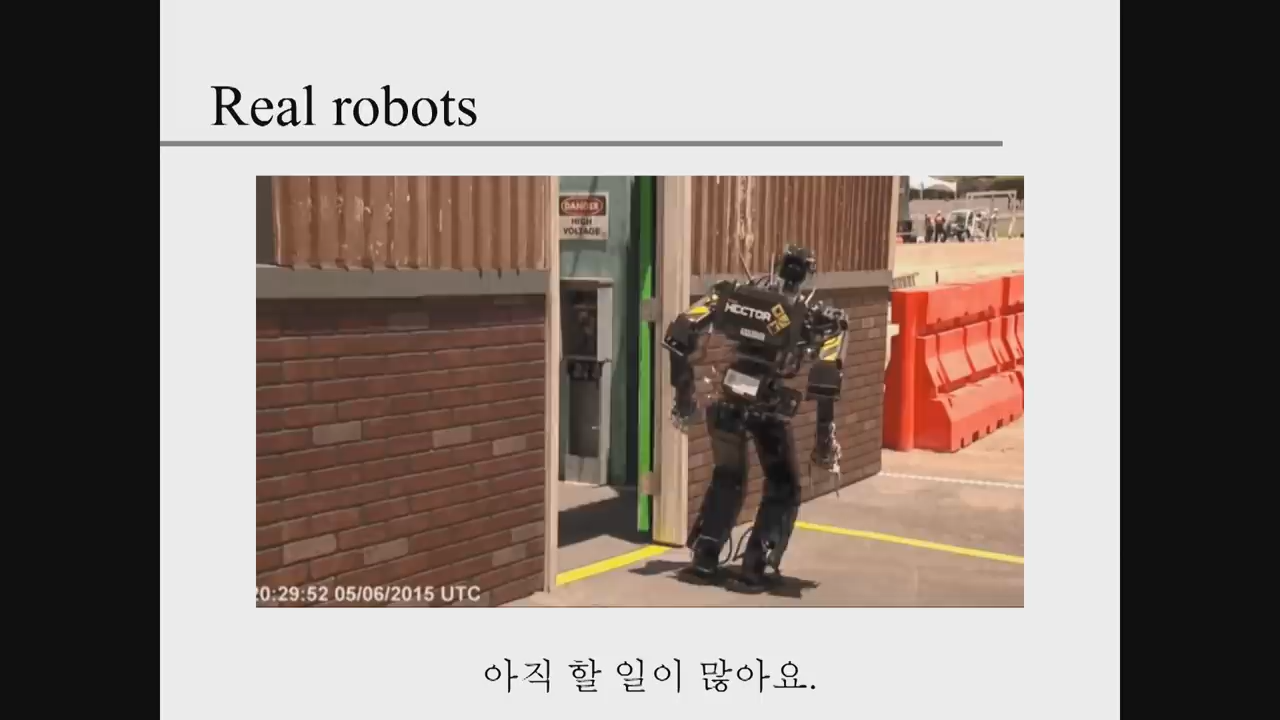 Real robots
DANGER
HIGH
VOLTAGE
HECTOR
20:29:52 05/06/2015 UTC
아직 할 일이 많아요.